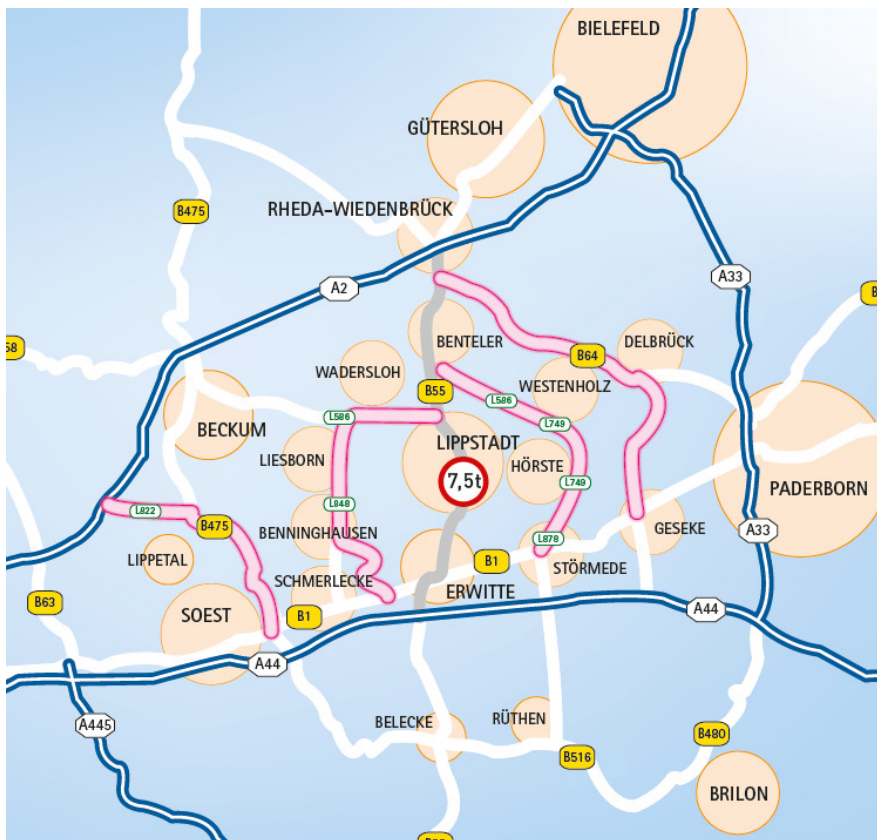 BIELEFELD
GÜTERSLOH
B475
RHEDA-WIEDENBRÜCK
A2
A33
B
58
BENTELER
DELBRÜCK
B64
WADERSLOH
WESTENHOLZ
B55
L586
L586
L749
BECKUM
LIPPSTADT
LIESBORN
HÖRSTE
7,5t
L749
PADERBORN
L848
L822
B475
BENNINGHAUSEN
GESEKE
A33
L878
LIPPETAL
B1
STÖRMEDE
SCHMERLECKE
ERWITTE
B63
SOEST
B1
A44
A44
A445
BELECKE
RÜTHEN
B516
B480
BRILON